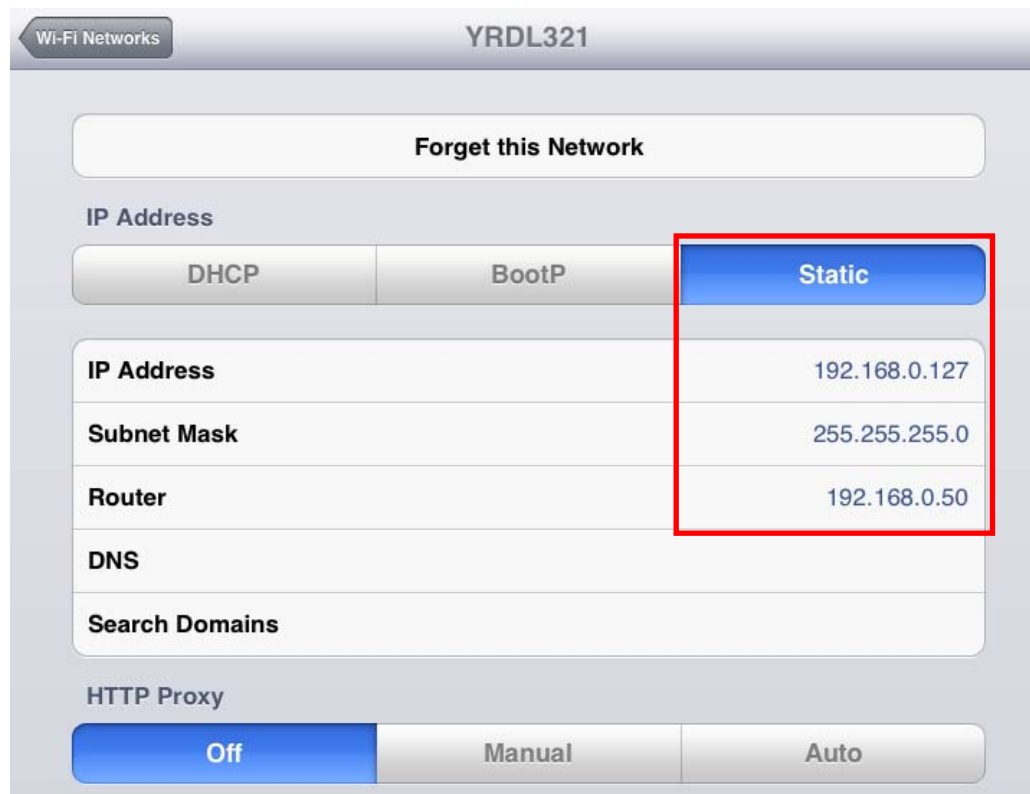 Wi-Fi Networks YRDL321
Forget this Network
IP Address
DHCP BootP Static
IP Address 192.168.0.127
Subnet Mask 255.255.255.0
Router 192.168.0.50
DNS
Search Domains
HTTP Proxy
Off Manual Auto